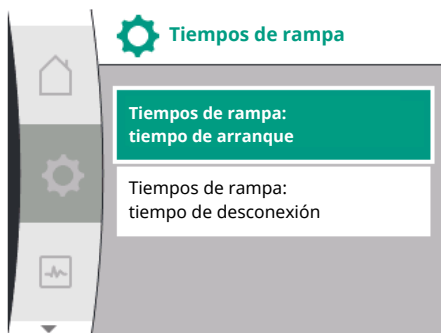 Tiempos de rampa
Tiempos de rampa:
tiempo de arranque
Tiempos de rampa:
tiempo de desconexión